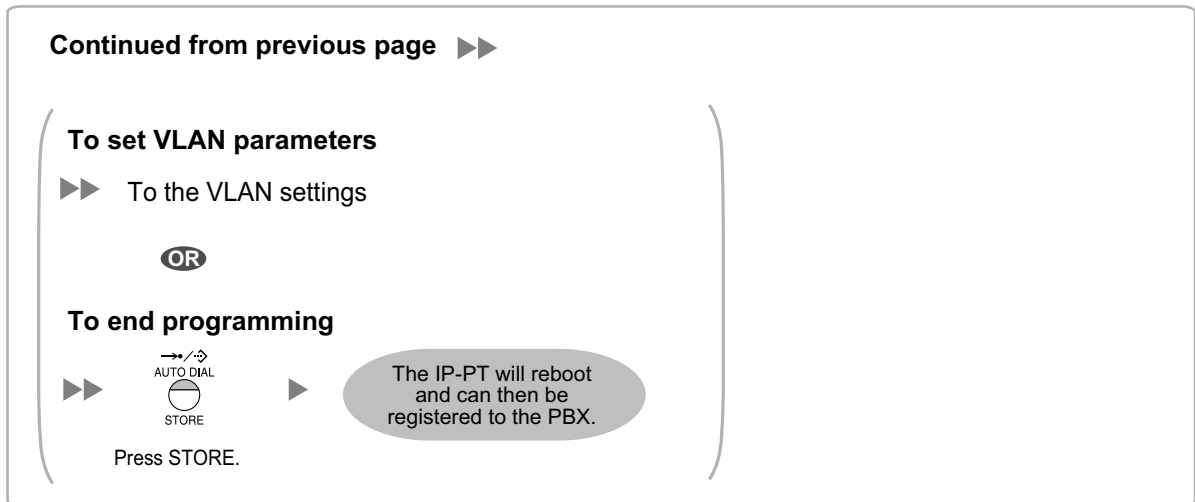 Continued from previous page
To set VLAN parameters
To the VLAN settings
OR
To end programming
AUTO DIAL
STORE
Press STORE.
The IP-PT will reboot
and can then be
registered to the PBX.